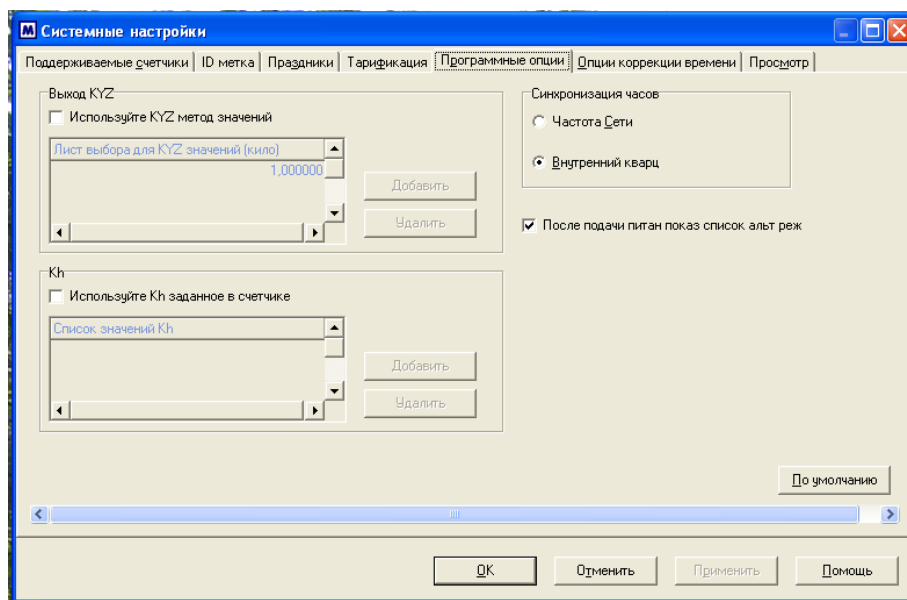 M Системные настройки
Поддерживаемые счетчики ID метка Праздники Тарификация Программные опции Опции коррекции времени Просмотр
Выход KYZ
Используйте KYZ метод значений
Лист выбора для KYZ значений (кило)
1,000000
Добавить
Удалить
Kh
Используйте Kh заданное в счетчике
Список значений Kh
Добавить
Удалить
Синхронизация часов
Частота Сети
Внутренний кварц
После подачи питан показ список альт реж
По умолчанию
OK Отменить Применить Помощь